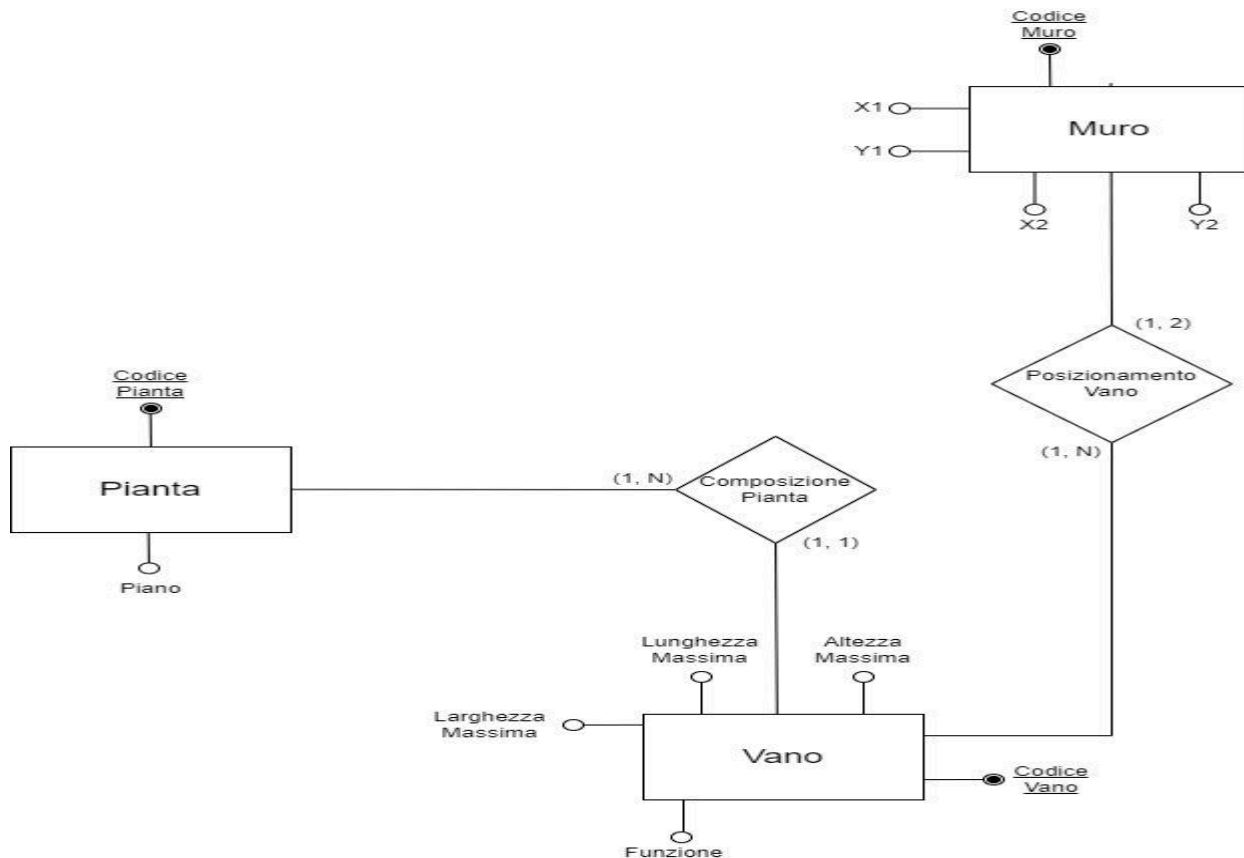 Codice
Muro
X1
Muro
Y1
X2
Y2
(1, 2)
Posizionamento
Vano
(1, N)
Codice
Pianta
Pianta
(1, N)
Composizione
Pianta
(1, 1)
Piano
Lunghezza
Massima
Altezza
Massima
Larghezza
Massima
Vano
Codice
Vano
Funzione